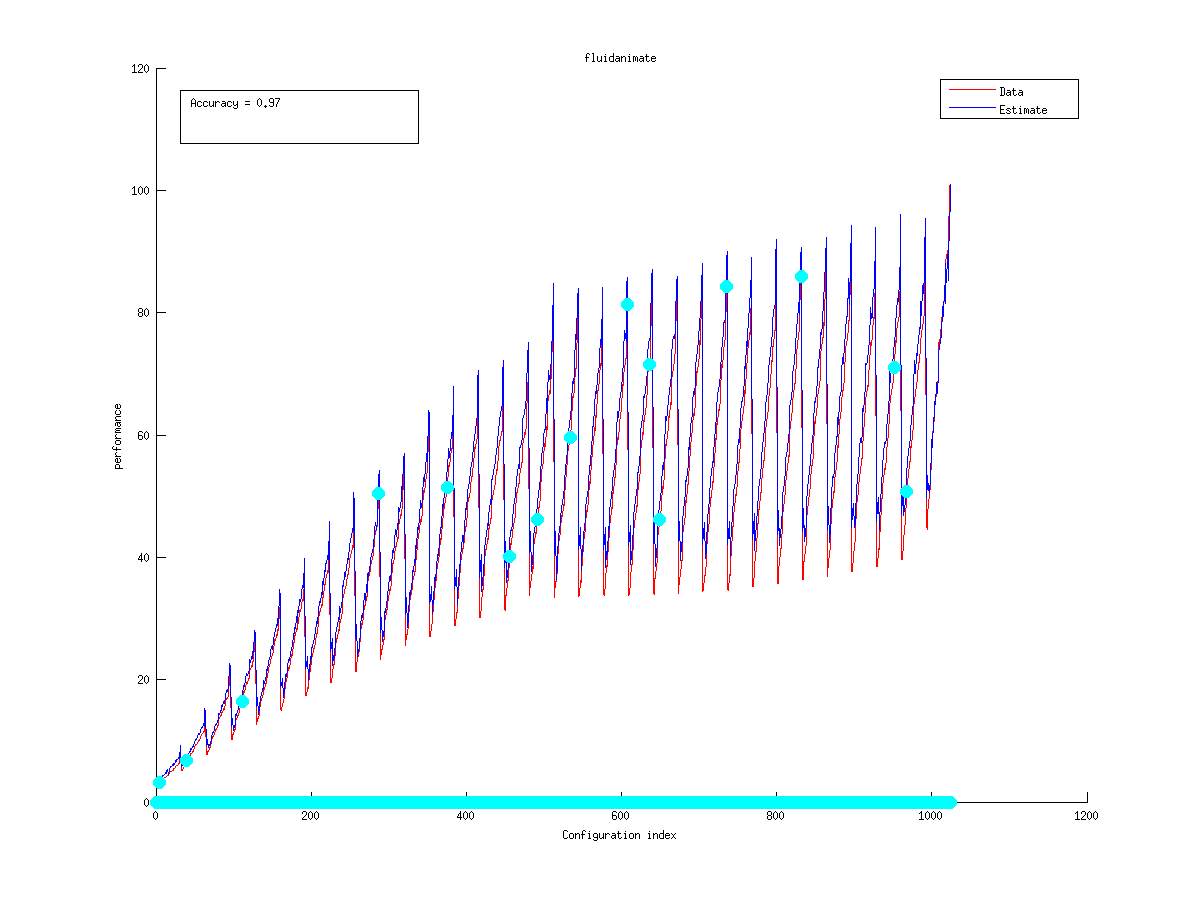 fluidanimate
120
Accuracy = 0.97
Data
Estimate
100
80
60
performance
40
20
0
0 200 400 600 800 1000 1200
Configuration index